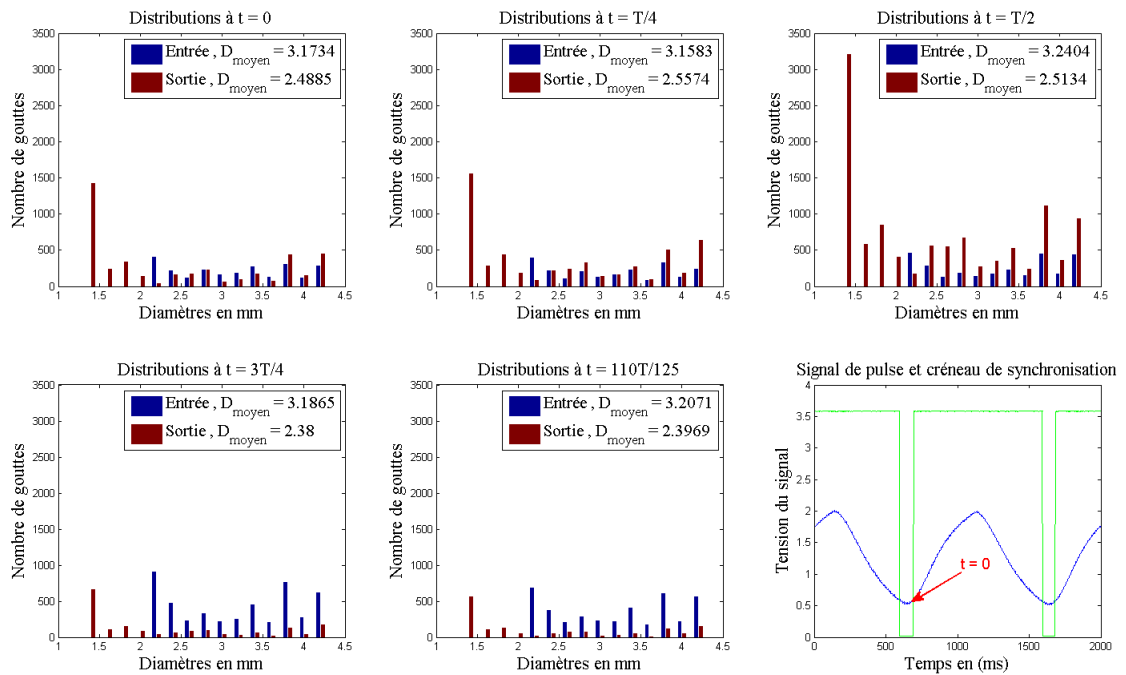 Distributions à t = 0
3500
3000
2500
2000
1500
1000
500
0
1 1.5 2 2.5 3 3.5 4 4.5
Nombre de gouttes
Diamètres en mm
Entrée , D_moyen = 3.1734
Sortie , D_moyen = 2.4885
Distributions à t = T/4
3500
3000
2500
2000
1500
1000
500
0
1 1.5 2 2.5 3 3.5 4 4.5
Nombre de gouttes
Diamètres en mm
Entrée , D_moyen = 3.1583
Sortie , D_moyen = 2.5574
Distributions à t = T/2
3500
3000
2500
2000
1500
1000
500
0
1 1.5 2 2.5 3 3.5 4 4.5
Nombre de gouttes
Diamètres en mm
Entrée , D_moyen = 3.2404
Sortie , D_moyen = 2.5134
Distributions à t = 3T/4
3500
3000
2500
2000
1500
1000
500
0
1 1.5 2 2.5 3 3.5 4 4.5
Nombre de gouttes
Diamètres en mm
Entrée , D_moyen = 3.1865
Sortie , D_moyen = 2.38
Distributions à t = 110T/125
3500
3000
2500
2000
1500
1000
500
0
1 1.5 2 2.5 3 3.5 4 4.5
Nombre de gouttes
Diamètres en mm
Entrée , D_moyen = 3.2071
Sortie , D_moyen = 2.3969
Signal de pulse et créneau de synchronisation
4
3.5
3
2.5
2
1.5
1
0.5
0
0 500 1000 1500 2000
Tension du signal
Temps en (ms)
t = 0